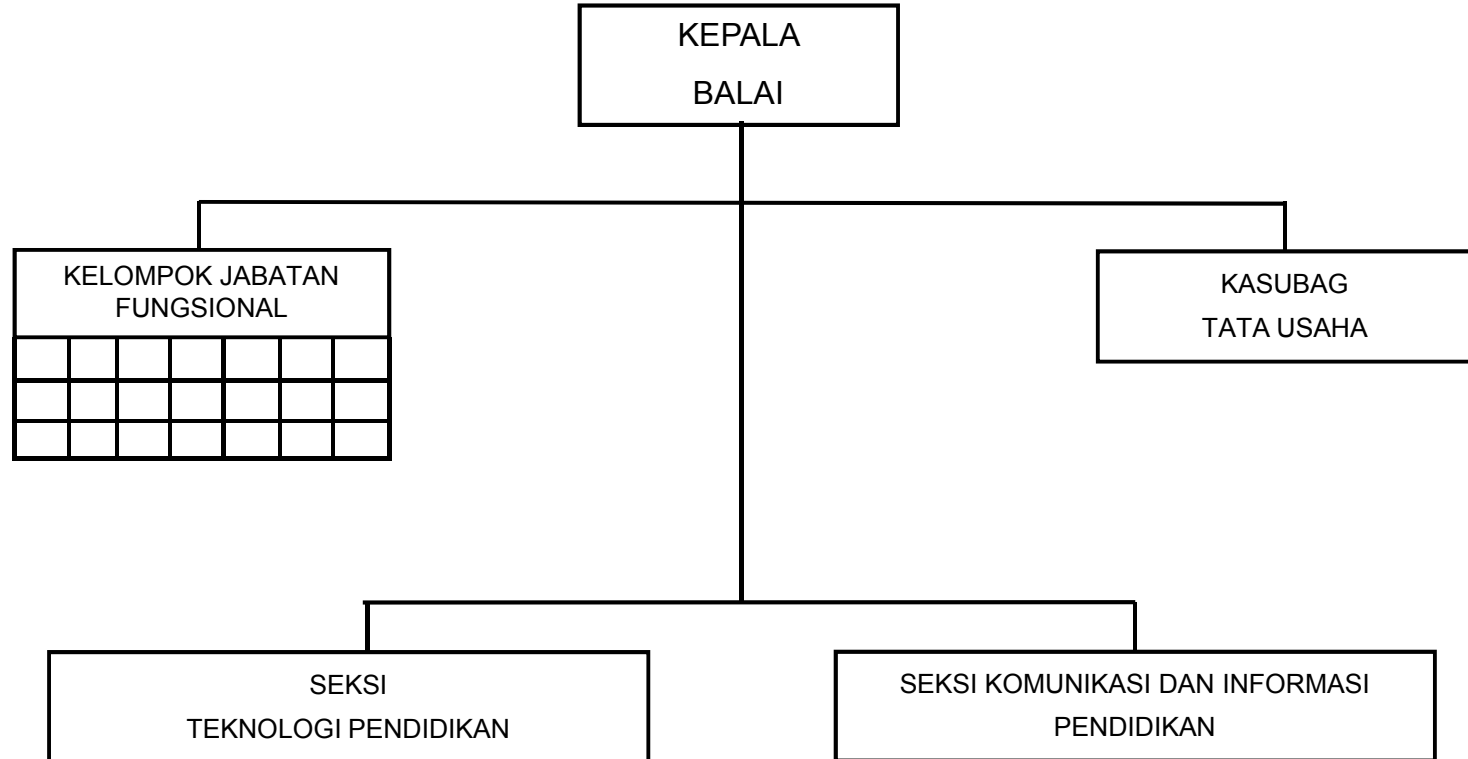 KEPALA
BALAI
KELOMPOK JABATAN
FUNGSIONAL
KASUBAG
TATA USAHA
SEKSI
TEKNOLOGI PENDIDIKAN
SEKSI KOMUNIKASI DAN INFORMASI
PENDIDIKAN